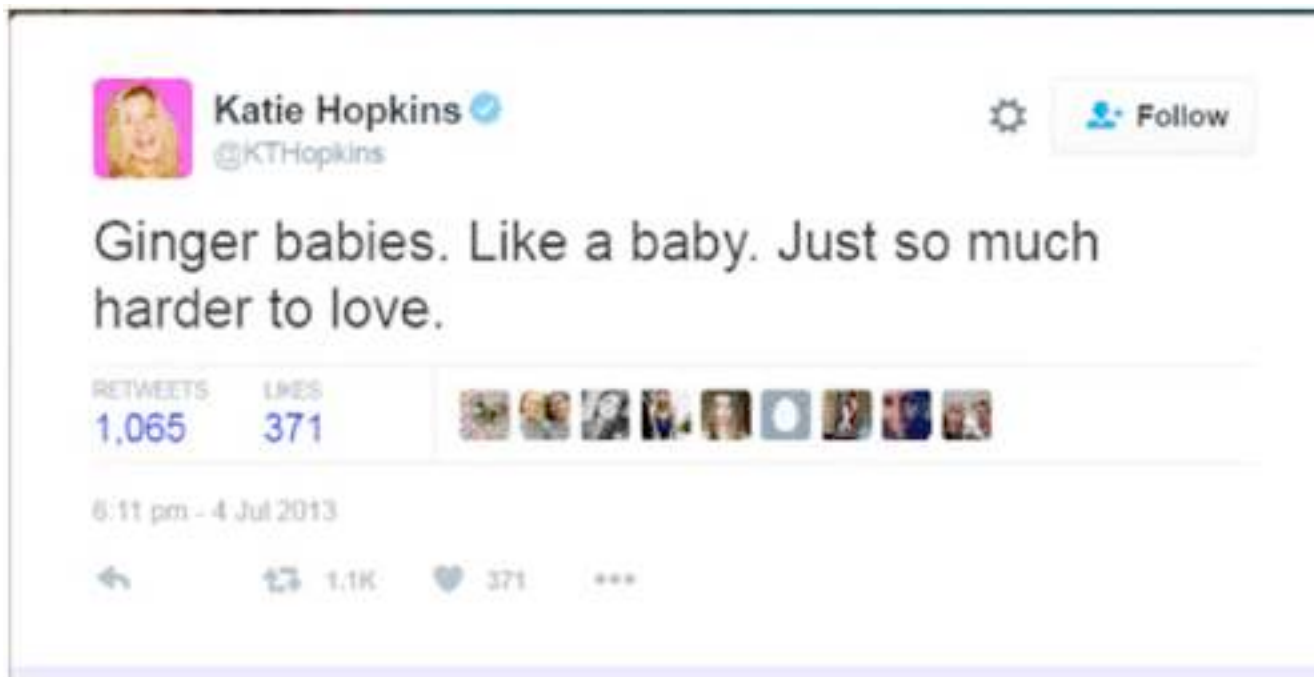 Katie Hopkins
@KTHopkins
Follow
Ginger babies. Like a baby. Just so much
harder to love.
RETWEETS LIKES
1,065 371
6:11 pm - 4 Jul 2013
1.1K 371